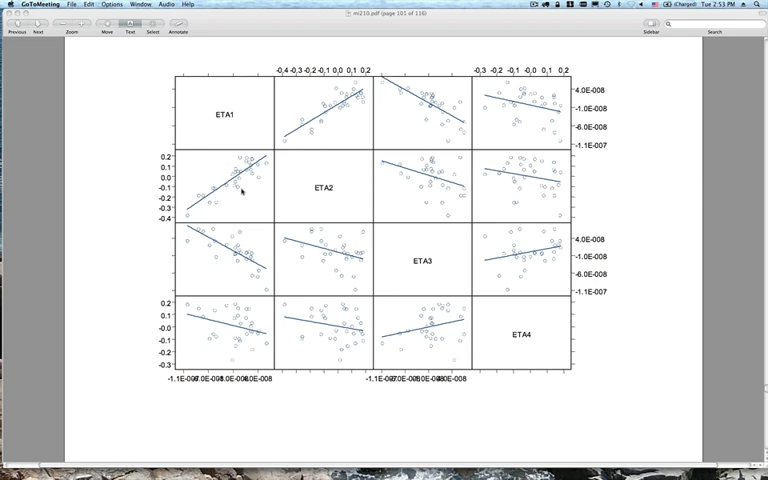 GoToMeeting File Edit Options Window Audio Help (Charged) Tue 2:53 PM
mi210.pdf (page 101 of 116)
Previous Next Zoom Move Text Select Annotate Sidebar Search
-0.4 -0.3 -0.2 -0.1 0.0 0.1 0.2 -0.3 -0.2 -0.1 0.0 0.1 0.2
ETA1
4.0E-008
-1.0E-008
-6.0E-008
-1.1E-007
0.2
0.1
0.0
-0.1
-0.2
-0.3
-0.4
ETA2
ETA3
4.0E-008
-1.0E-008
-6.0E-008
-1.1E-007
0.2
0.1
-0.0
-0.1
-0.2
-0.3
ETA4